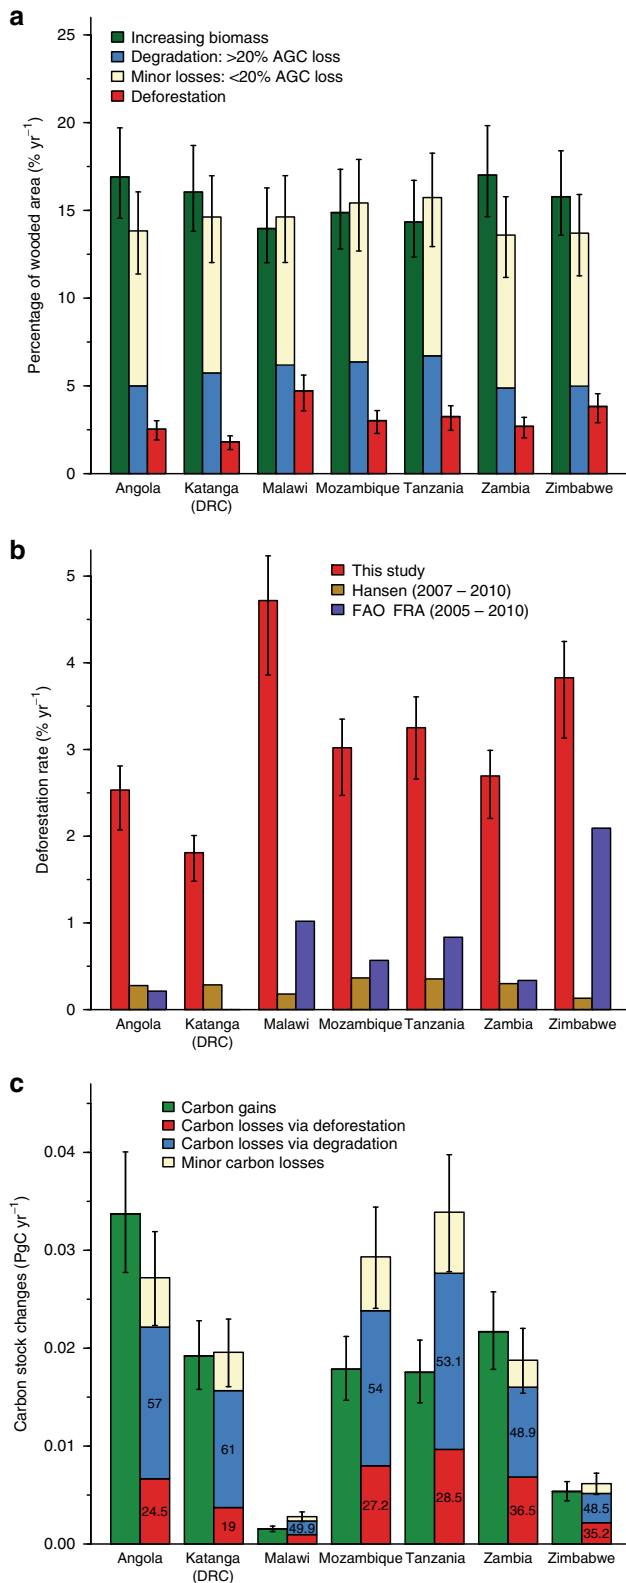 a
25
20
15
10
5
0
Percentage of wooded area (% yr−1)
Increasing biomass
Degradation: >20% AGC loss
Minor losses: <20% AGC loss
Deforestation
Angola Katanga (DRC) Malawi Mozambique Tanzania Zambia Zimbabwe
b
5
4
3
2
1
0
Deforestation rate (% yr−1)
This study
Hansen (2007 – 2010)
FAO FRA (2005 – 2010)
Angola Katanga (DRC) Malawi Mozambique Tanzania Zambia Zimbabwe
c
0.04
0.03
0.02
0.01
0.00
Carbon stock changes (PgC yr−1)
Carbon gains
Carbon losses via deforestation
Carbon losses via degradation
Minor carbon losses
57 61 49.9 54 53.1 48.9 48.5
24.5 19 27.2 28.5 36.5 35.2
Angola Katanga (DRC) Malawi Mozambique Tanzania Zambia Zimbabwe